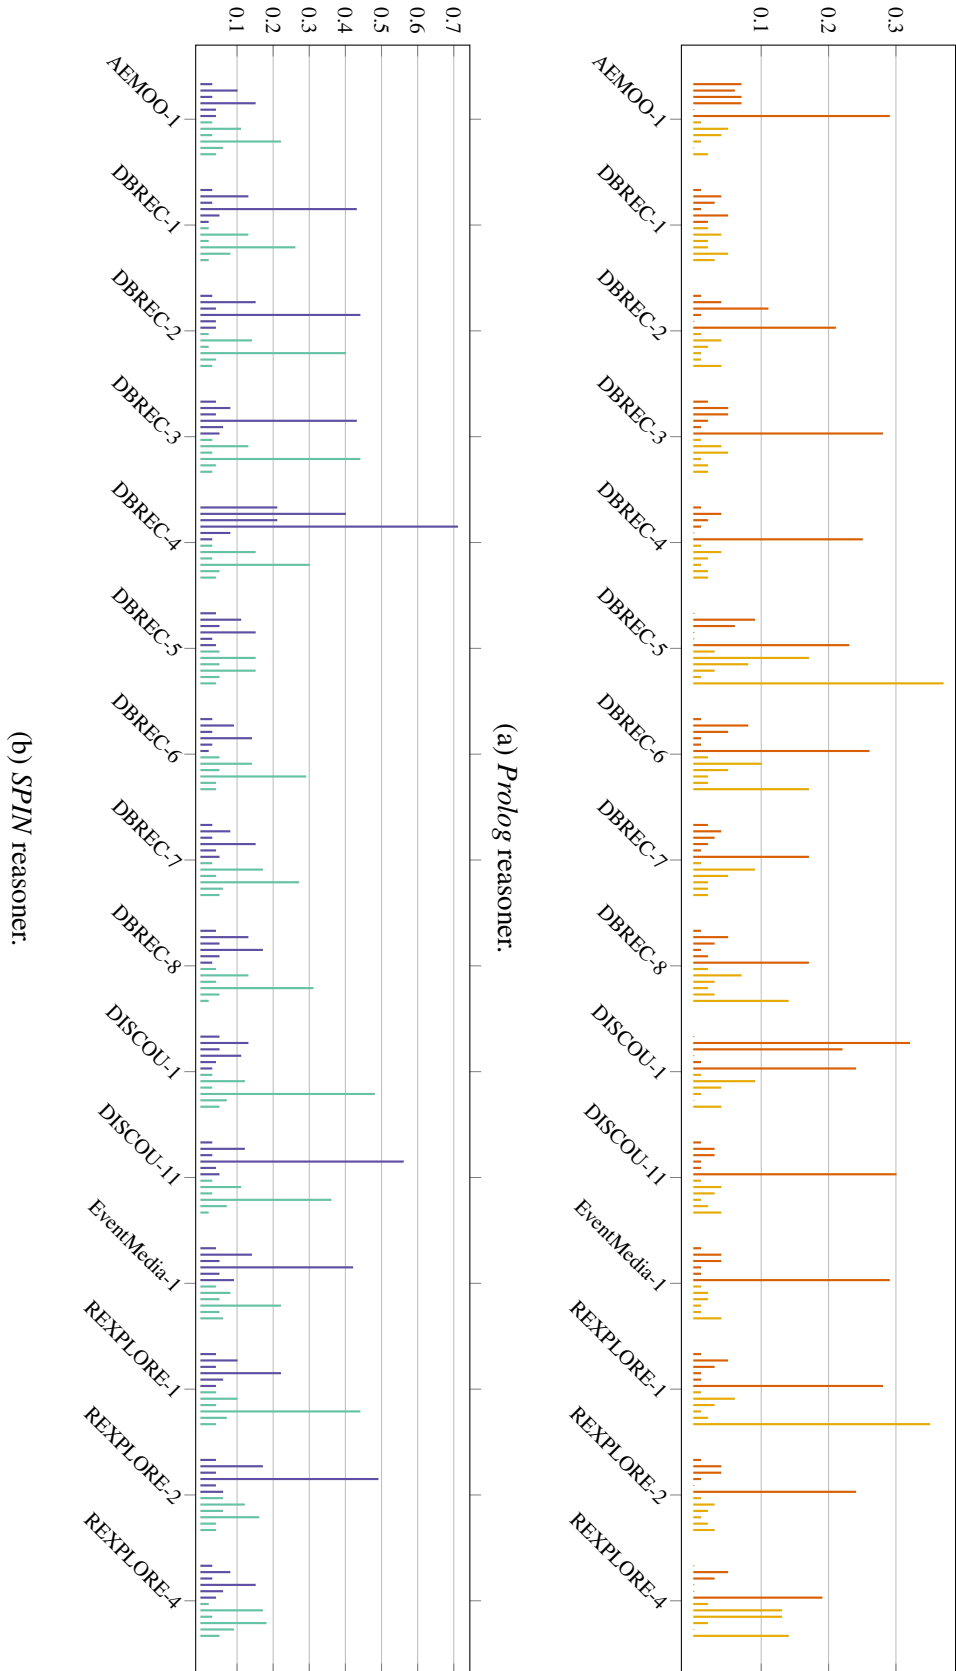 0.3
0.2
0.1
AEMOO-1
DBREC-1
DBREC-2
DBREC-3
DBREC-4
DBREC-5
DBREC-6
DBREC-7
DBREC-8
DISCOU-1
DISCOU-11
EventMedia-1
REXPLORE-1
REXPLORE-2
REXPLORE-4
(a) Prolog reasoner.
0.7
0.6
0.5
0.4
0.3
0.2
0.1
AEMOO-1
DBREC-1
DBREC-2
DBREC-3
DBREC-4
DBREC-5
DBREC-6
DBREC-7
DBREC-8
DISCOU-1
DISCOU-11
EventMedia-1
REXPLORE-1
REXPLORE-2
REXPLORE-4
(b) SPIN reasoner.